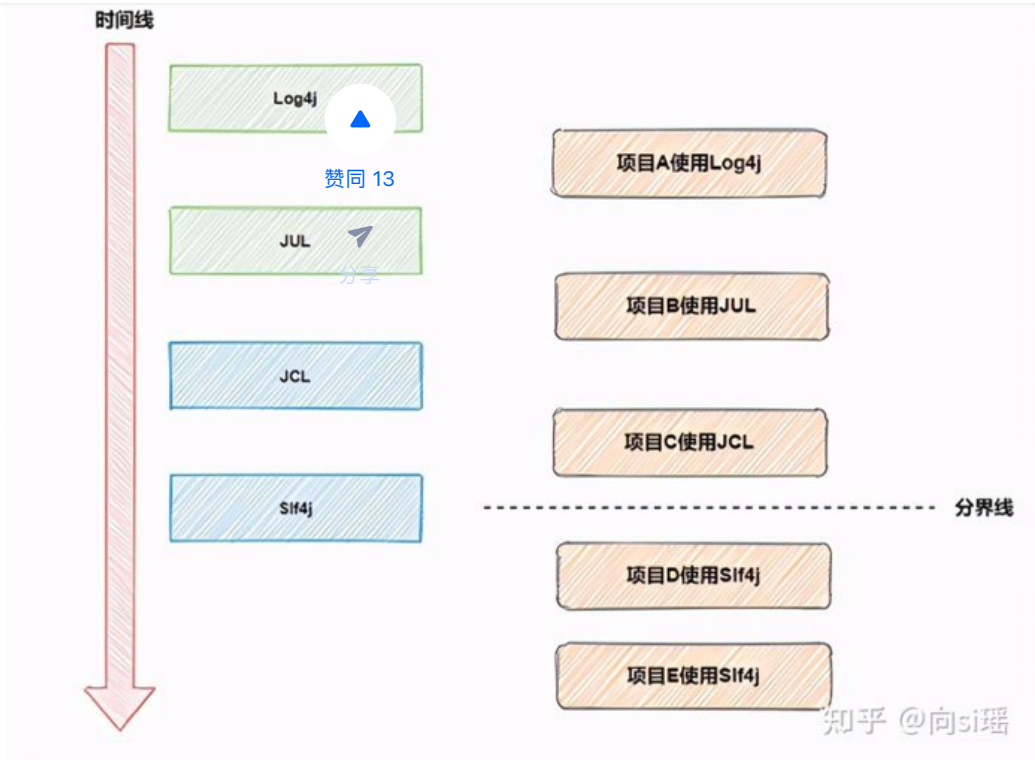 时间线
Log4j
赞同 13
项目A使用Log4j
JUL
分享
项目B使用JUL
JCL
项目C使用JCL
Slf4j
分界线
项目D使用Slf4j
项目E使用Slf4j
知乎 @向si瑶